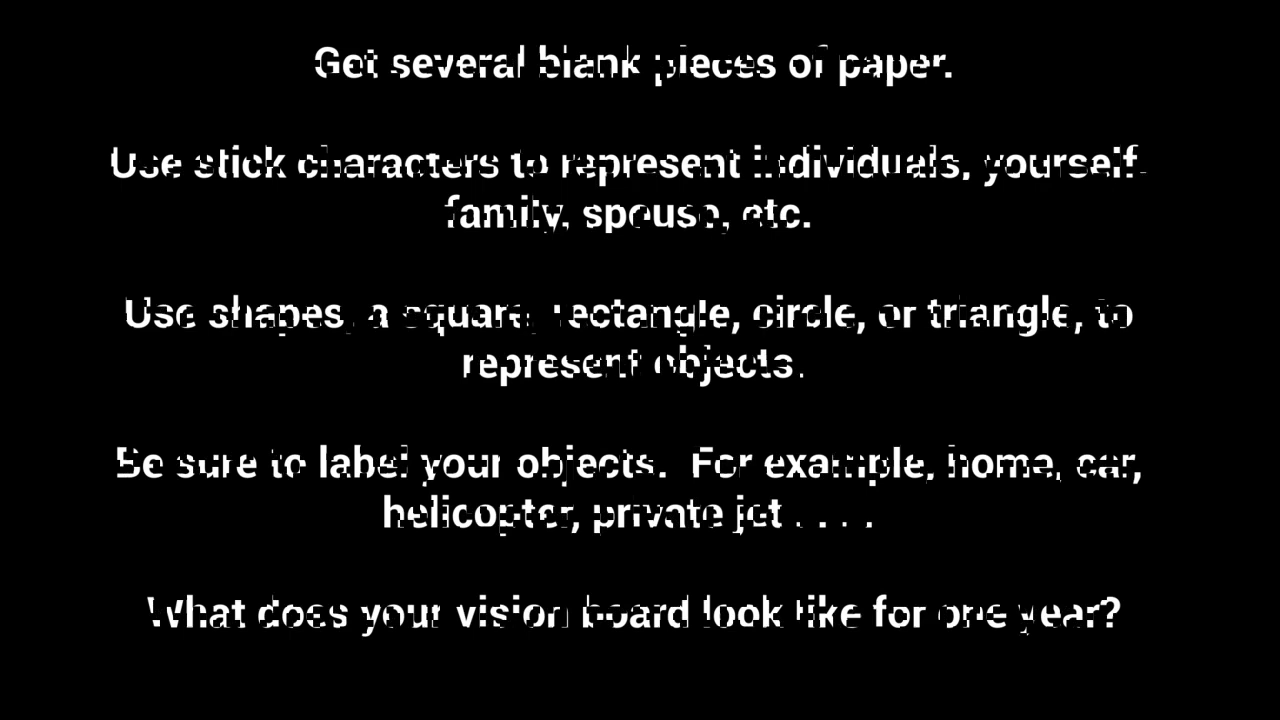 Get several blank pieces of paper.
Use stick characters to represent individuals, yourself,
family, spouse, etc.
Use shapes, a square, rectangle, circle, or triangle, to
represent objects.
Be sure to label your objects.  For example, home, car,
helicopter, private jet . . . .
What does your vision board look like for one year?